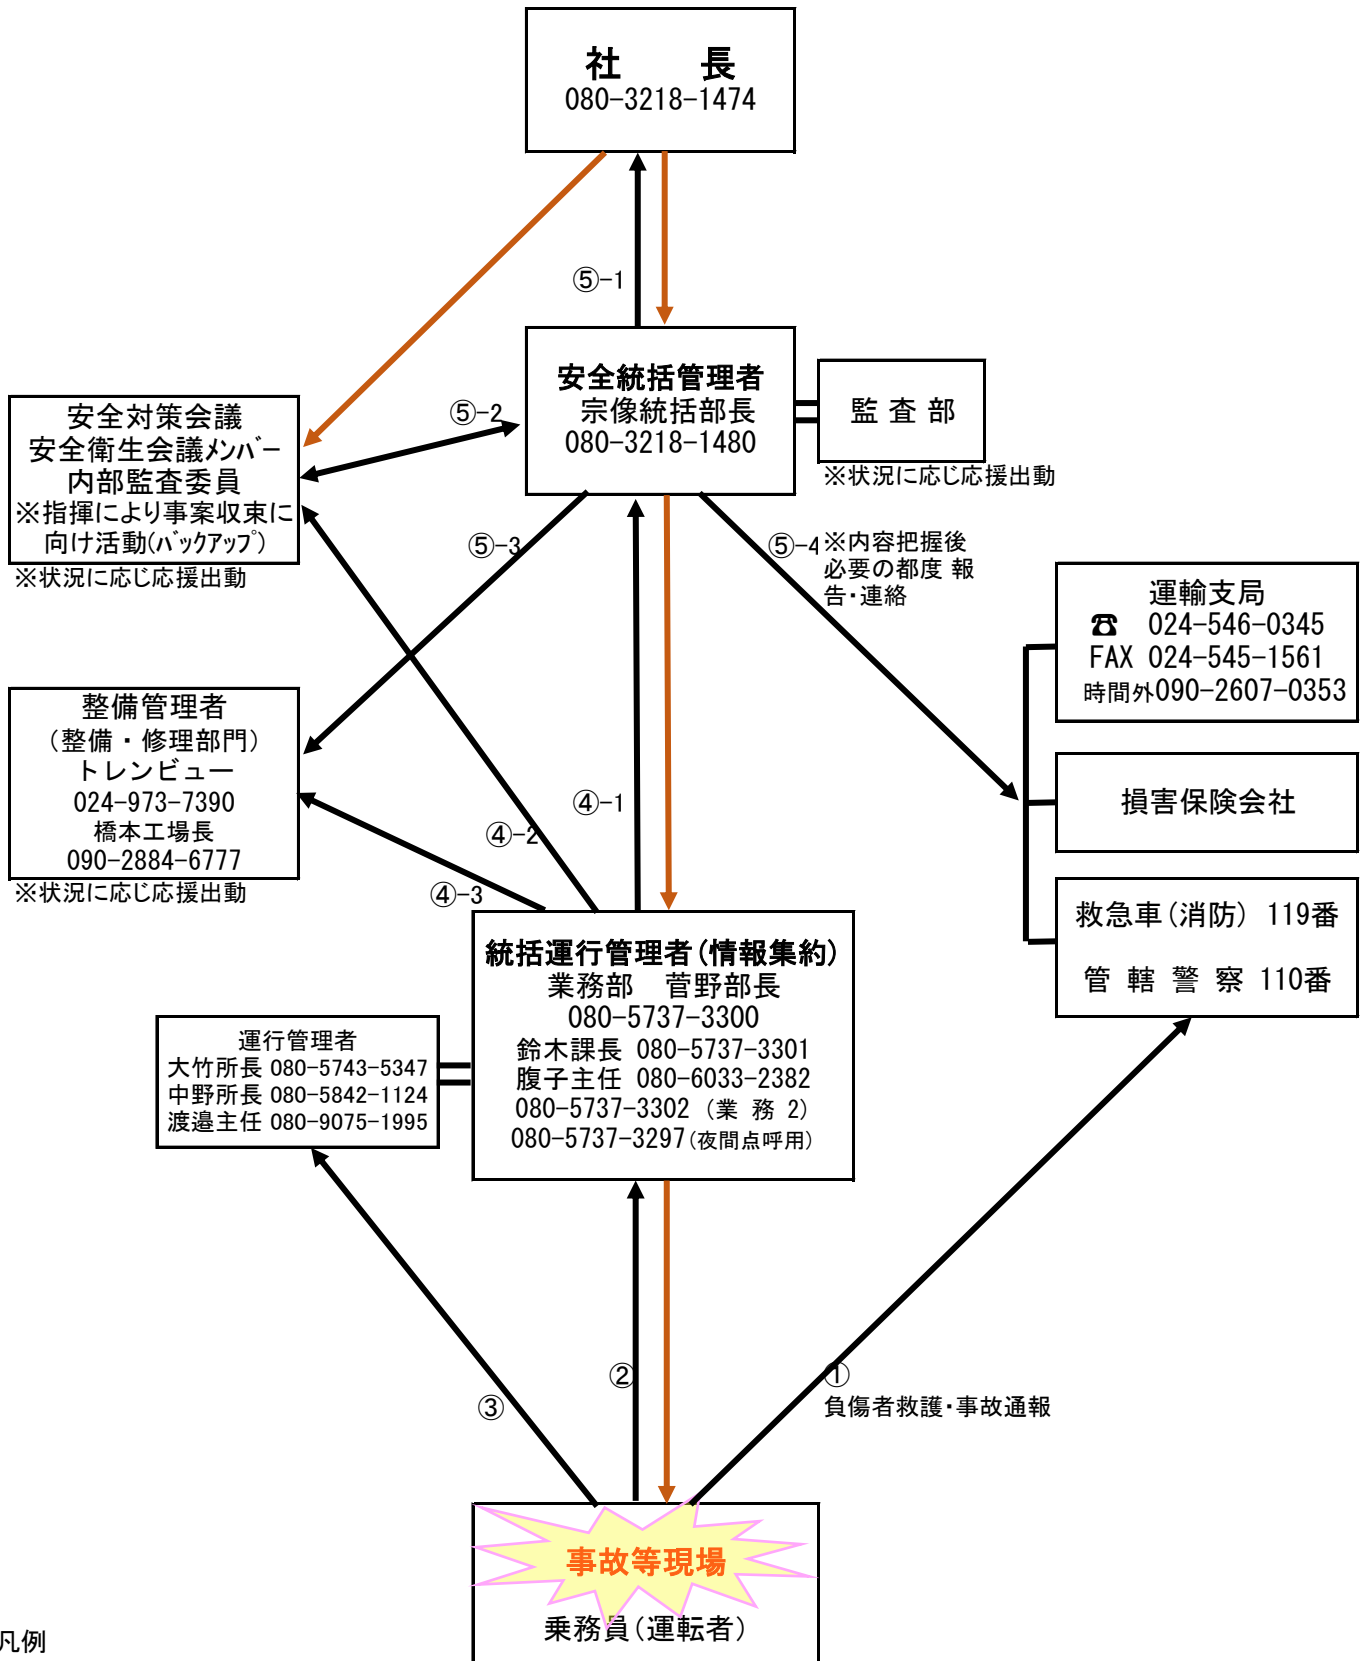 社　　長
080-3218-1474
⑤-1
安全統括管理者
宗像統括部長
080-3218-1480
監 査 部
※状況に応じ応援出動
⑤-2
安全対策会議
安全衛生会議ﾒﾝﾊﾞｰ
内部監査委員
※指揮により事案収束に
向け活動(ﾊﾞｯｸｱｯﾌﾟ)
※状況に応じ応援出動
⑤-3
⑤-4
※内容把握後
必要の都度 報
告・連絡
運輸支局
☎ 024-546-0345
FAX 024-545-1561
時間外090-2607-0353
損害保険会社
救急車(消防) 119番
管 轄 警 察 110番
整備管理者
（整備・修理部門）
トレンビュー
024-973-7390
橋本工場長
090-2884-6777
※状況に応じ応援出動
④-1
④-2
④-3
統括運行管理者(情報集約)
業務部　菅野部長
080-5737-3300
鈴木課長 080-5737-3301
腹子主任 080-6033-2382
080-5737-3302 (業 務 2)
080-5737-3297(夜間点呼用)
運行管理者
大竹所長 080-5743-5347
中野所長 080-5842-1124
渡邉主任 080-9075-1995
③
②
①
負傷者救護・事故通報
事故等現場
乗務員(運転者)
凡例